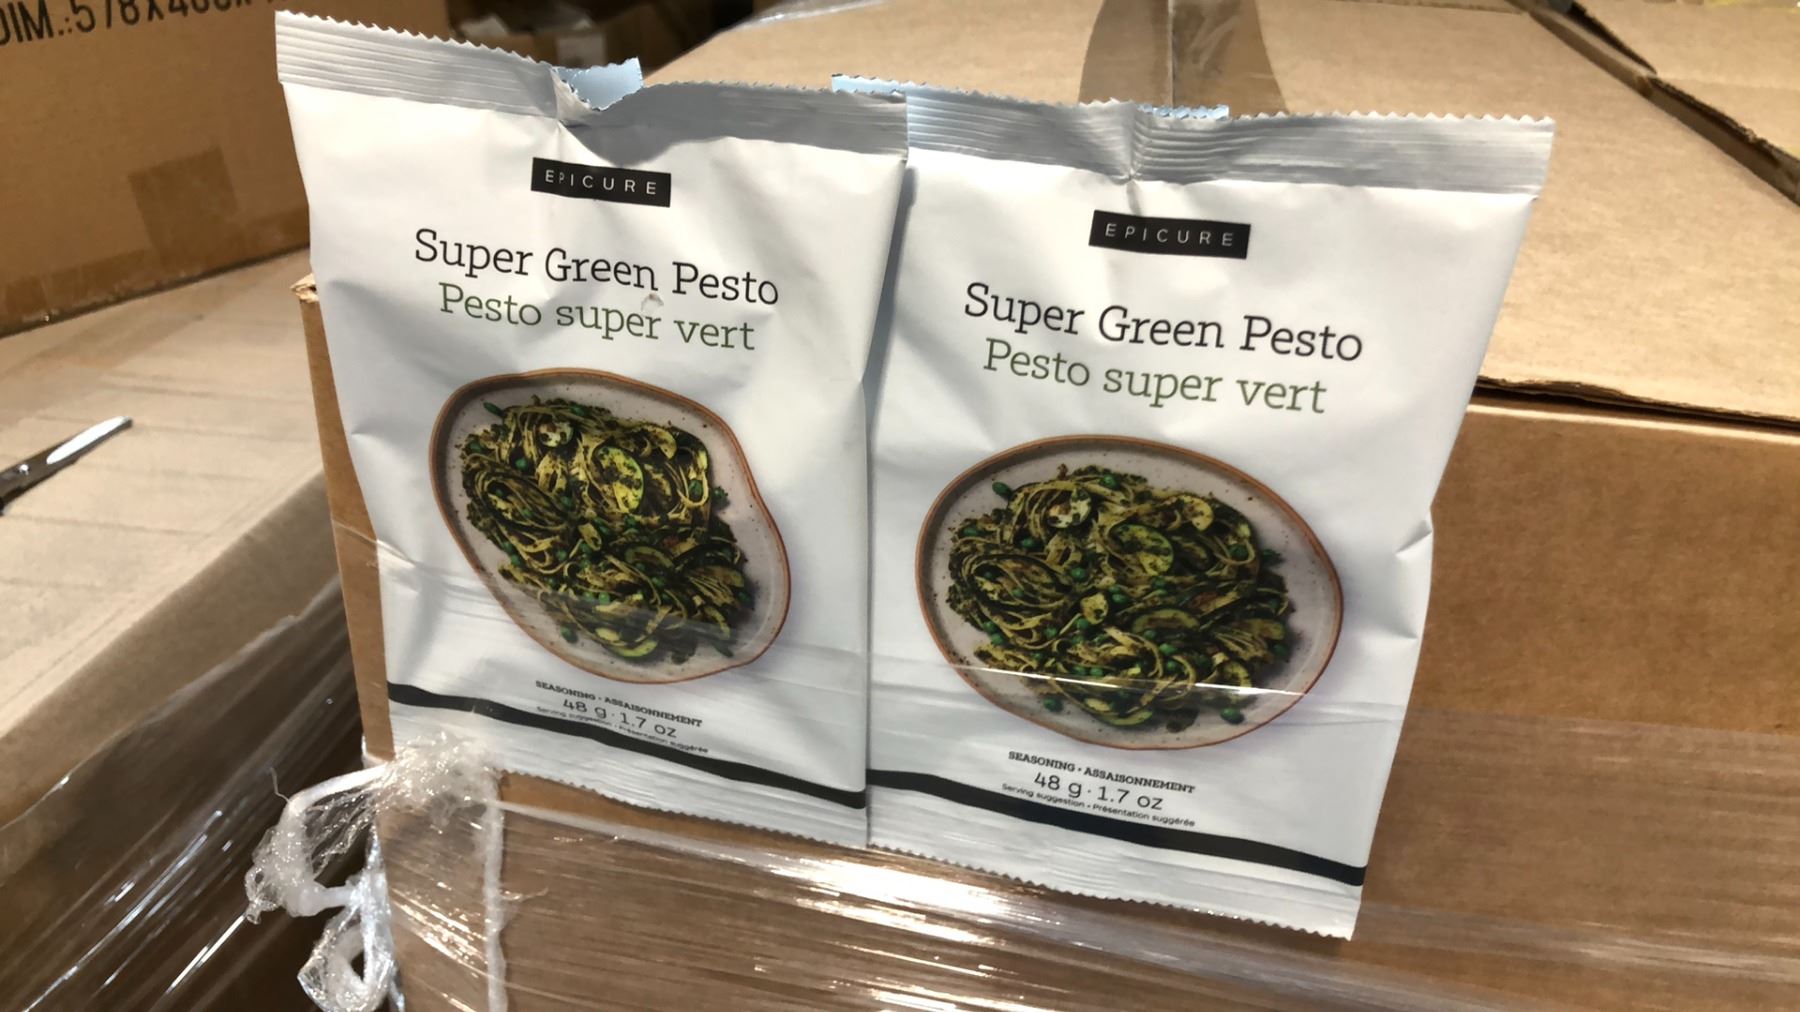 EPICURE
Super Green Pesto
Pesto super vert
SEASONING · ASSAISONNEMENT
48 g · 1.7 oz
Serving suggestion · Présentation suggérée
EPICURE
Super Green Pesto
Pesto super vert
SEASONING · ASSAISONNEMENT
48 g · 1.7 oz
Serving suggestion · Présentation suggérée